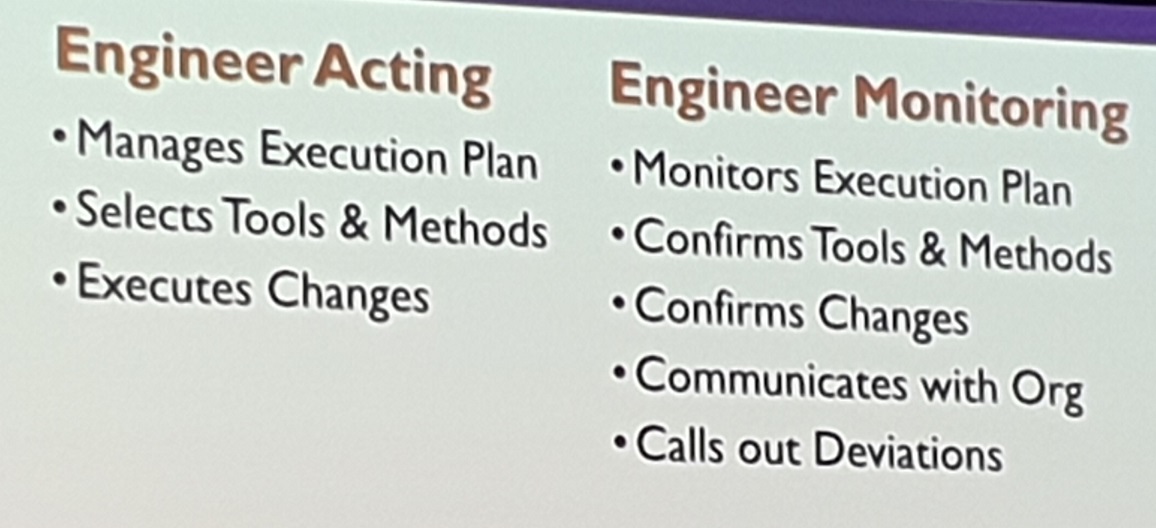 Engineer Acting
• Manages Execution Plan
• Selects Tools & Methods
• Executes Changes
Engineer Monitoring
• Monitors Execution Plan
• Confirms Tools & Methods
• Confirms Changes
• Communicates with Org
• Calls out Deviations